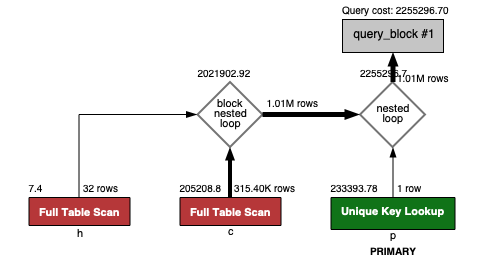 Query cost: 2255296.70
query_block #1
2021902.92
2255296.7
1.01M rows
block
nested
loop
1.01M rows
nested
loop
7.4
32 rows
205208.8
315.40K rows
233393.78
1 row
Full Table Scan
Full Table Scan
Unique Key Lookup
h
c
p
PRIMARY